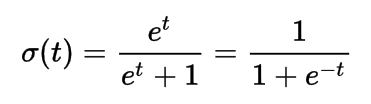 σ(t) = e^t / (e^t + 1) = 1 / (1 + e^{−t})